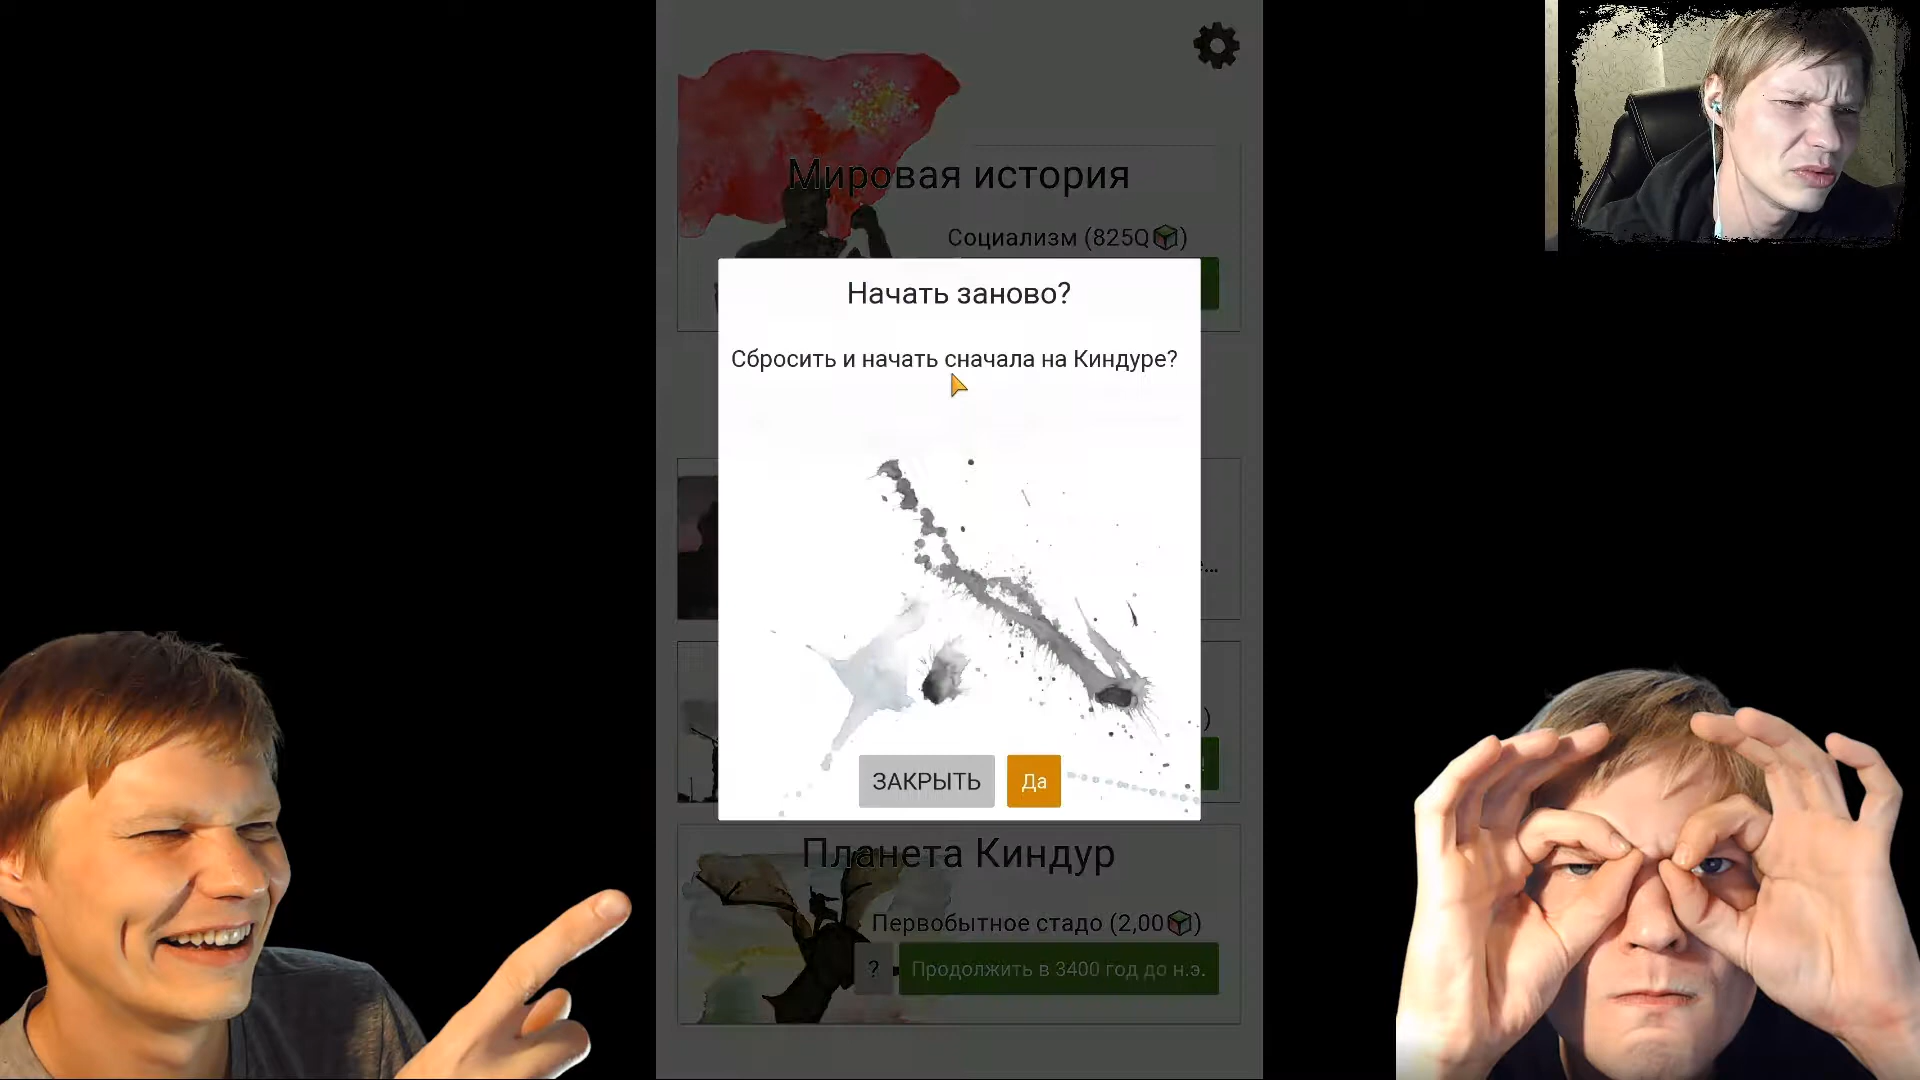 Мировая история
Социализм (825Q)
Начать заново?
Сбросить и начать сначала на Киндуре?
ЗАКРЫТЬ
Да
Планета Киндур
Первобытное стадо (2,00)
?
Продолжить в 3400 год до н.э.